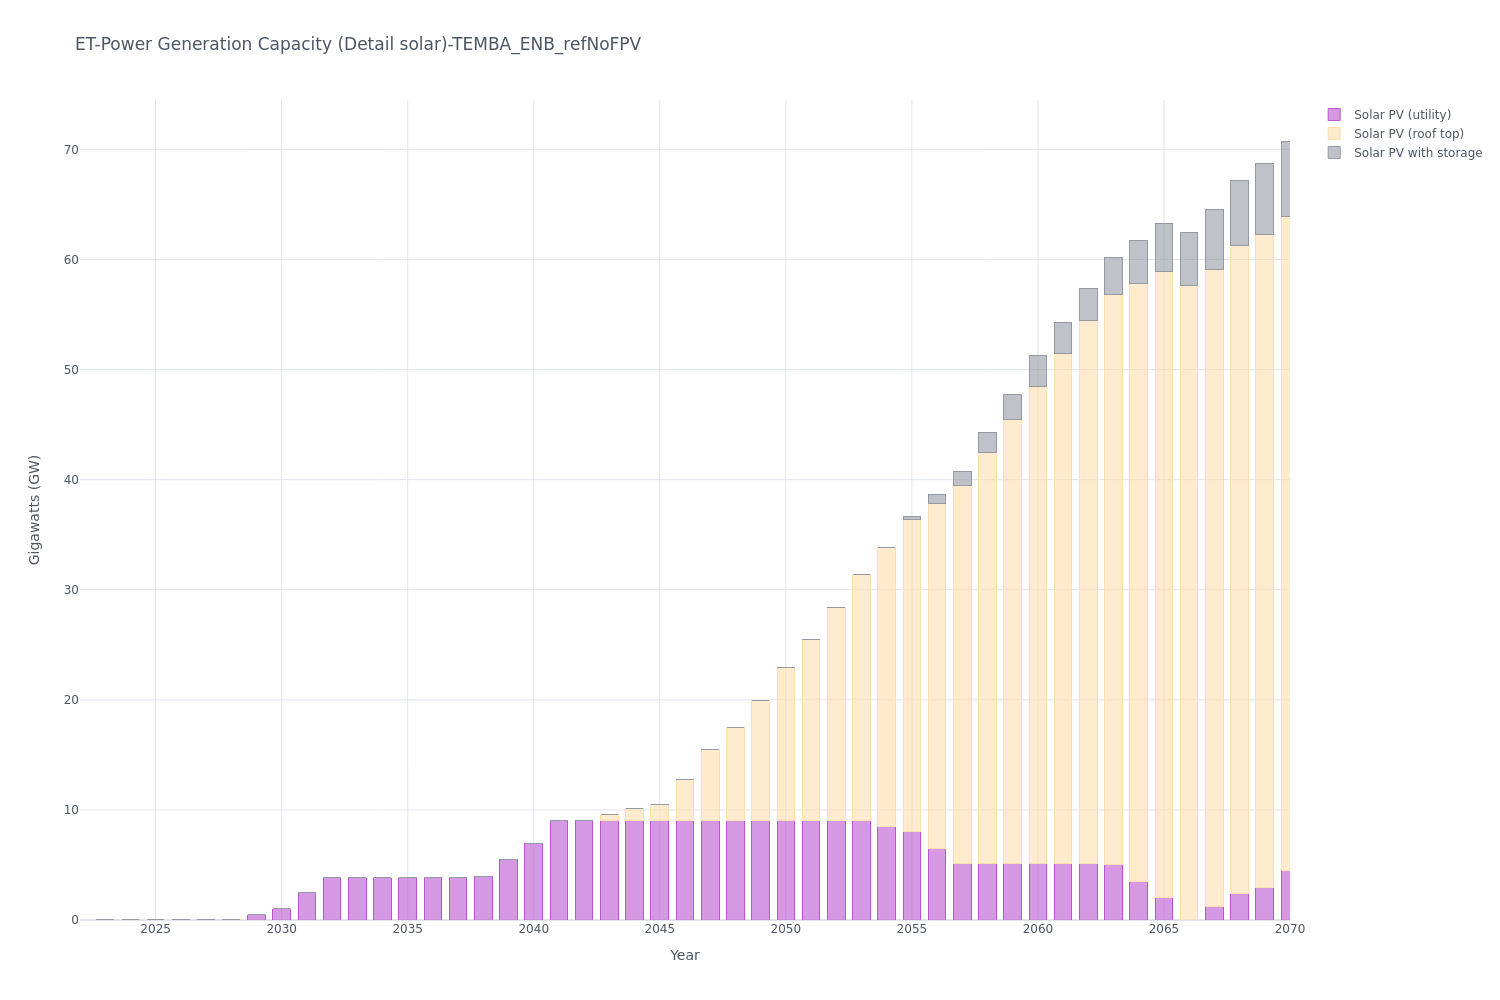 ET-Power Generation Capacity (Detail solar)-TEMBA_ENB_refNoFPV
Solar PV (utility)
Solar PV (roof top)
Solar PV with storage
70
60
50
40
30
20
10
0
Gigawatts (GW)
2025 2030 2035 2040 2045 2050 2055 2060 2065 2070
Year